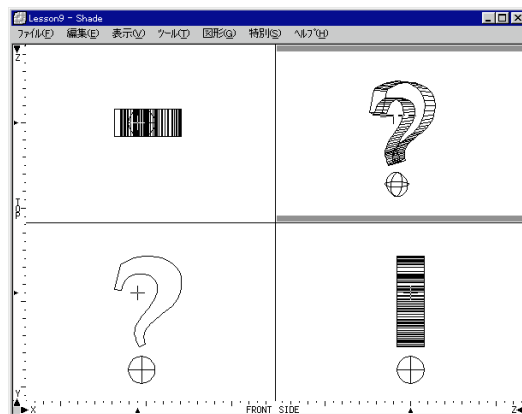 Lesson9 - Shade
ファイル(F) 編集(E) 表示(V) ツール(T) 図形(G) 特別(S) ヘルプ(H)
Z
TOP
Y
X FRONT SIDE Z